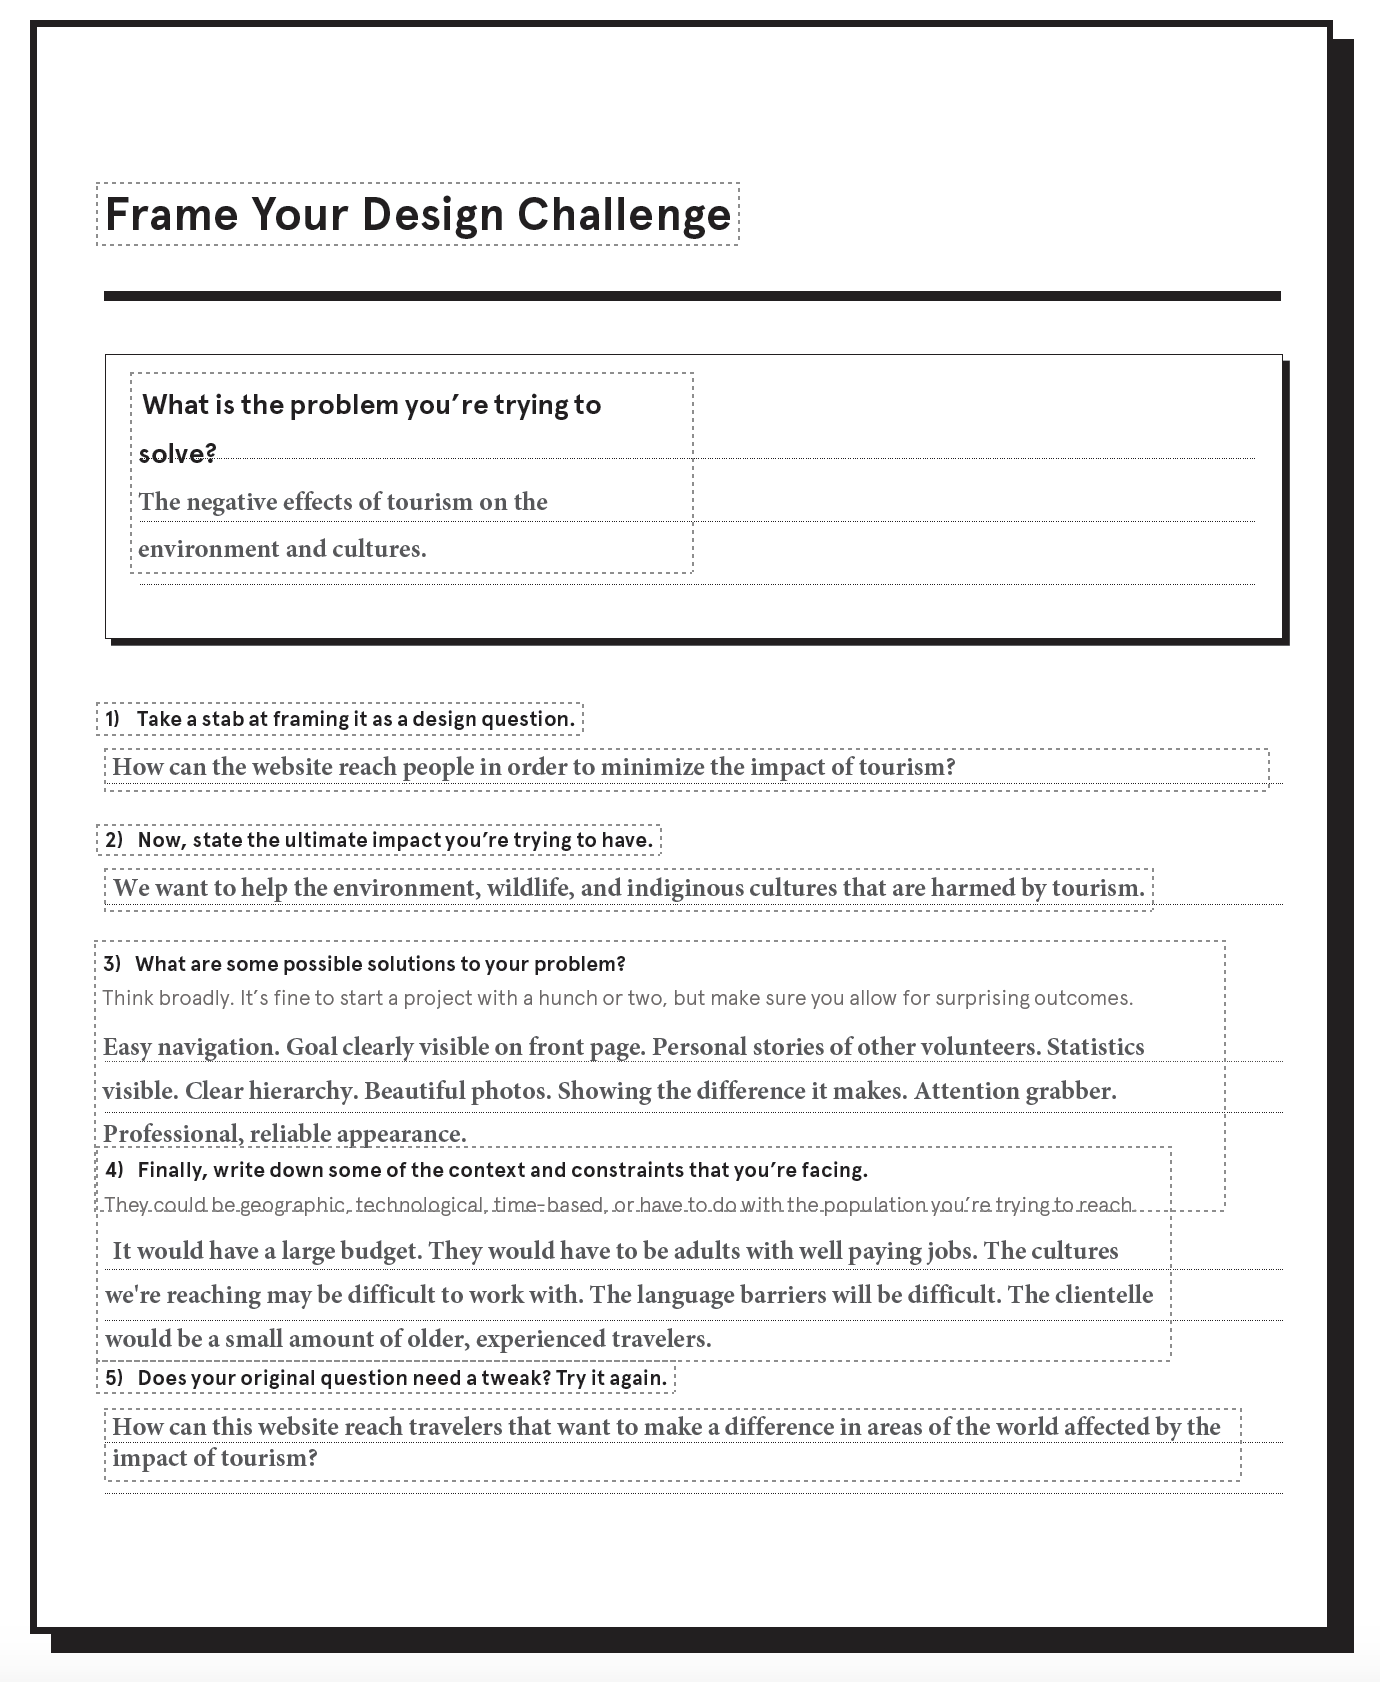 Frame Your Design Challenge
What is the problem you’re trying to
solve?
The negative effects of tourism on the
environment and cultures.
1) Take a stab at framing it as a design question.
How can the website reach people in order to minimize the impact of tourism?
2) Now, state the ultimate impact you’re trying to have.
We want to help the environment, wildlife, and indiginous cultures that are harmed by tourism.
3) What are some possible solutions to your problem?
Think broadly. It’s fine to start a project with a hunch or two, but make sure you allow for surprising outcomes.
Easy navigation. Goal clearly visible on front page. Personal stories of other volunteers. Statistics
visible. Clear hierarchy. Beautiful photos. Showing the difference it makes. Attention grabber.
Professional, reliable appearance.
4) Finally, write down some of the context and constraints that you’re facing.
They could be geographic, technological, time-based, or have to do with the population you’re trying to reach.
It would have a large budget. They would have to be adults with well paying jobs. The cultures
we're reaching may be difficult to work with. The language barriers will be difficult. The clientelle
would be a small amount of older, experienced travelers.
5) Does your original question need a tweak? Try it again.
How can this website reach travelers that want to make a difference in areas of the world affected by the
impact of tourism?